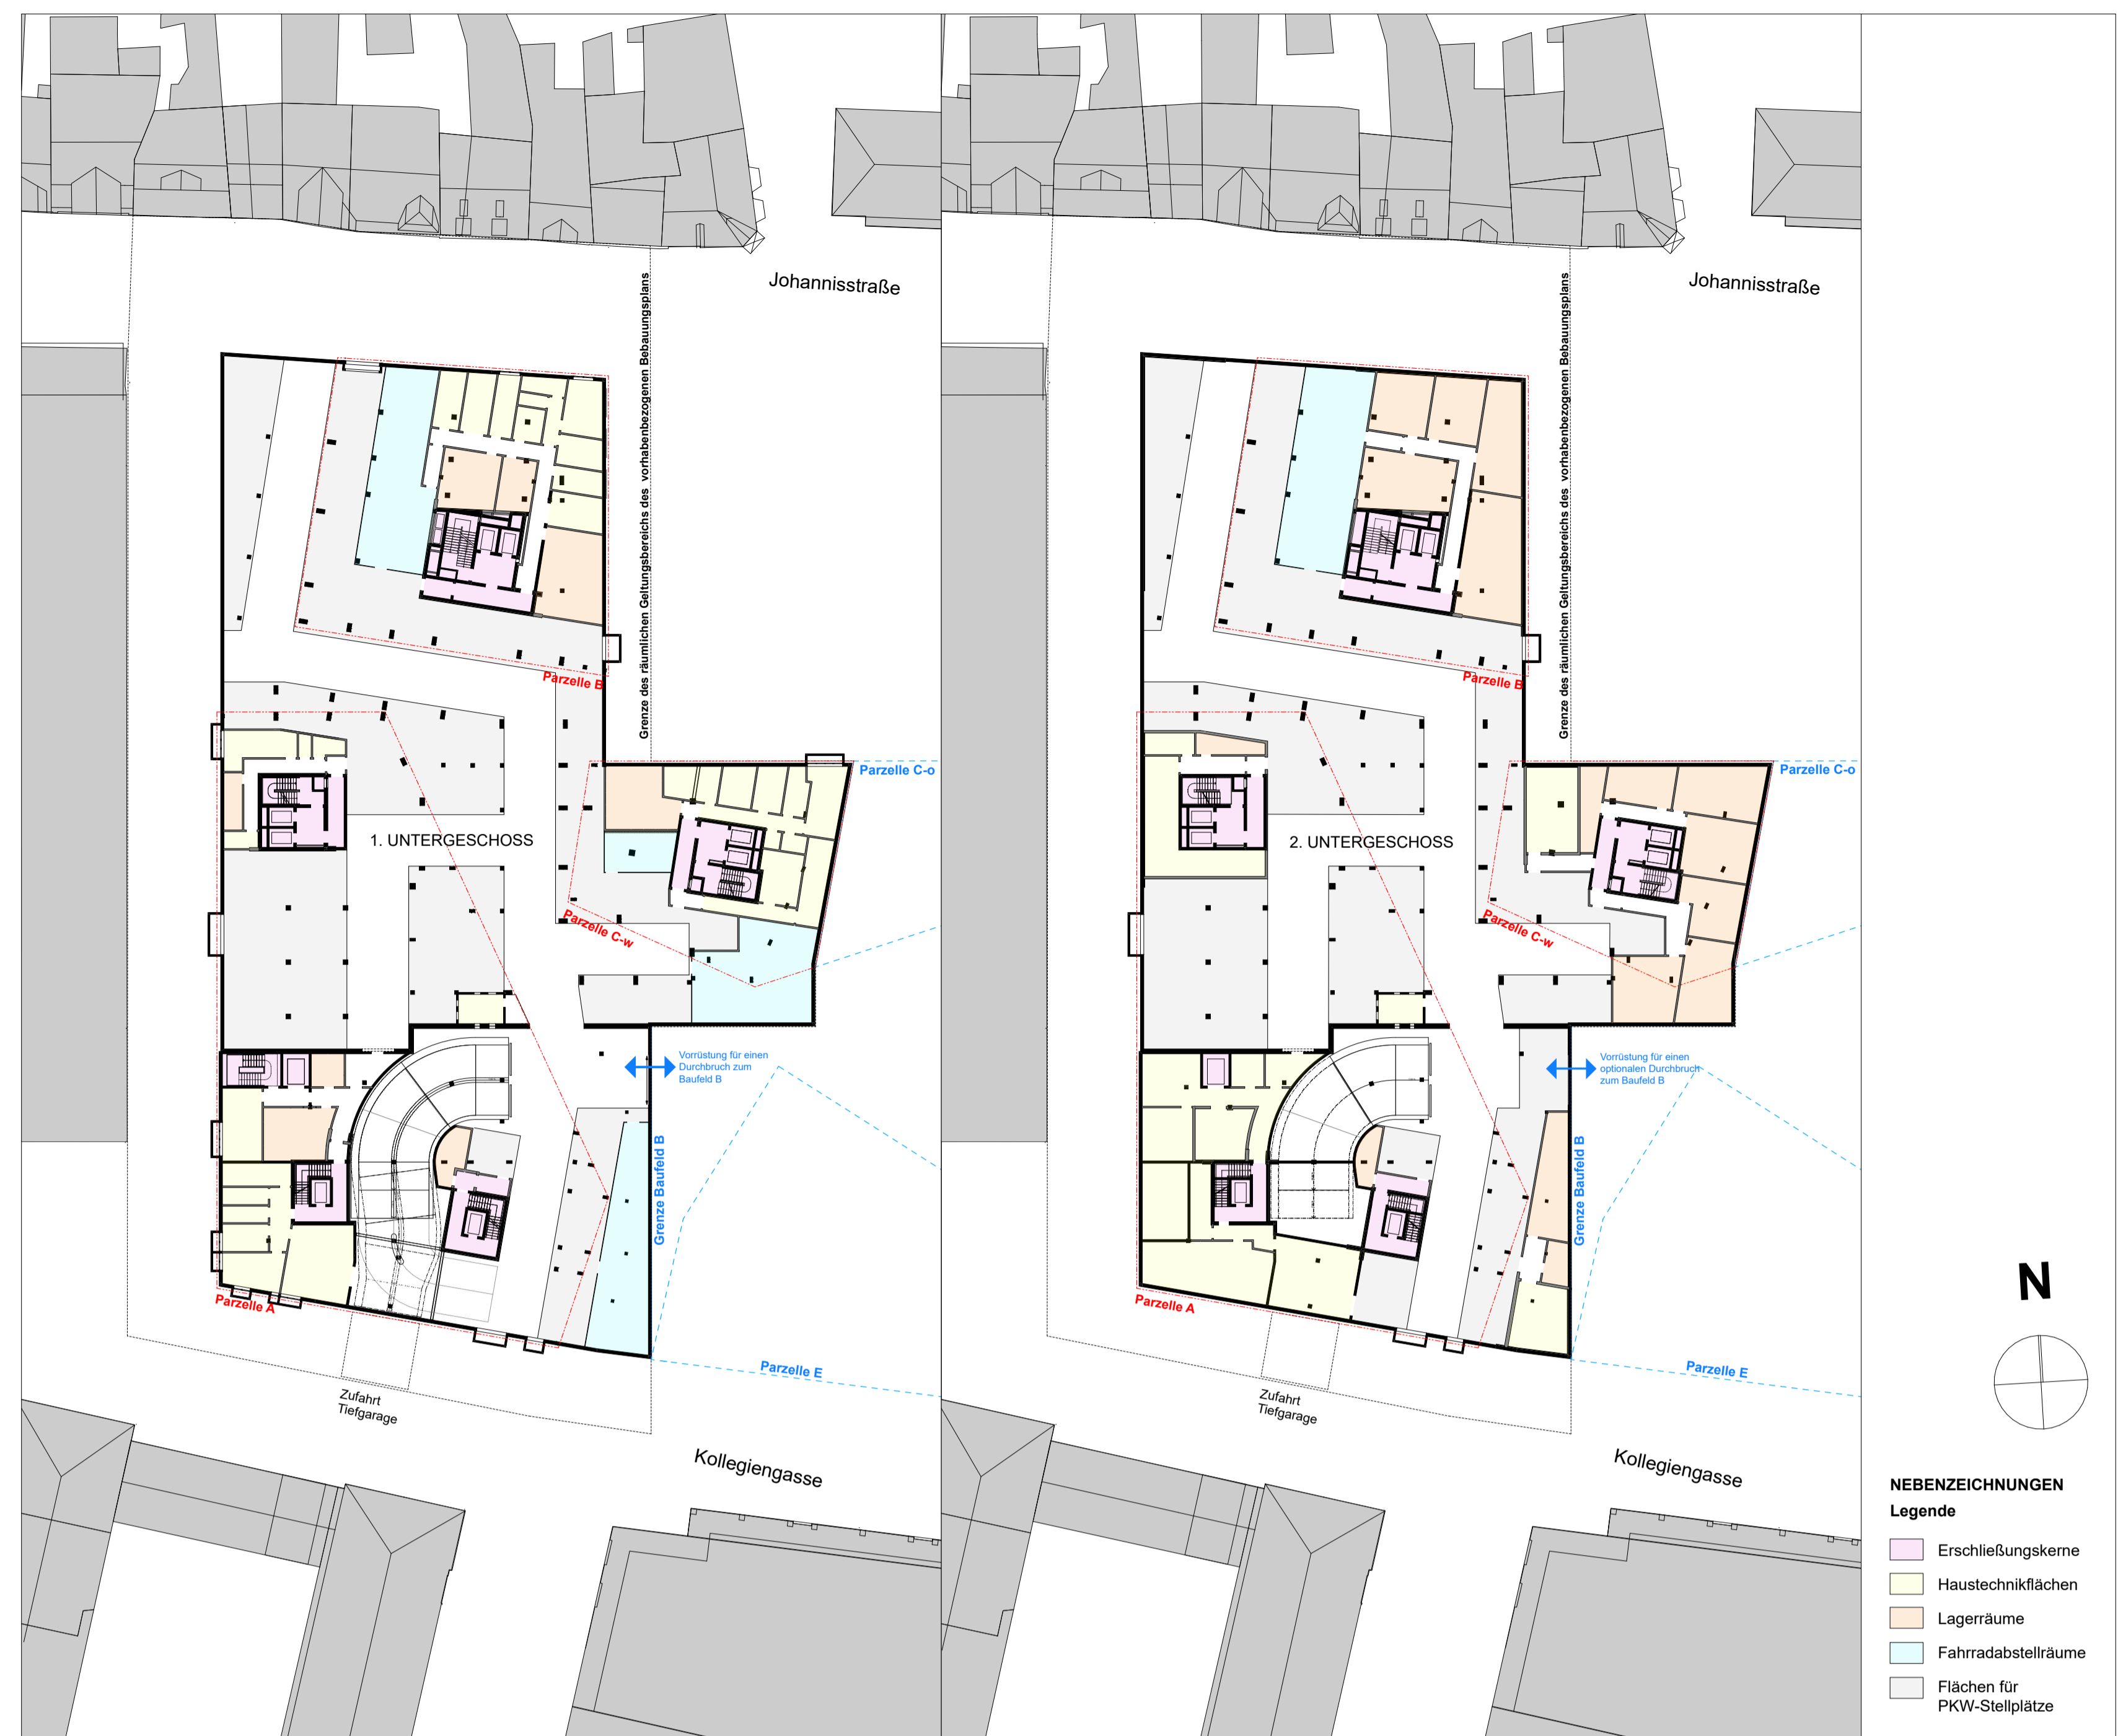 Johannisstraße
Grenze des räumlichen Geltungsbereichs des vorhabenbezogenen Bebauungsplans
Parzelle B
Parzelle C-o
1. UNTERGESCHOSS
Parzelle C-w
Vorrüstung für einen
Durchbruch zum
Baufeld B
Grenze Baufeld B
Parzelle A
Parzelle E
Zufahrt
Tiefgarage
Kollegiengasse
Johannisstraße
Grenze des räumlichen Geltungsbereichs des vorhabenbezogenen Bebauungsplans
Parzelle B
Parzelle C-o
2. UNTERGESCHOSS
Parzelle C-w
Vorrüstung für einen
optionalen Durchbruch
zum Baufeld B
Grenze Baufeld B
Parzelle A
Parzelle E
Zufahrt
Tiefgarage
Kollegiengasse
N
NEBENZEICHNUNGEN
Legende
Erschließungskerne
Haustechnikflächen
Lagerräume
Fahrradabstellräume
Flächen für
PKW-Stellplätze